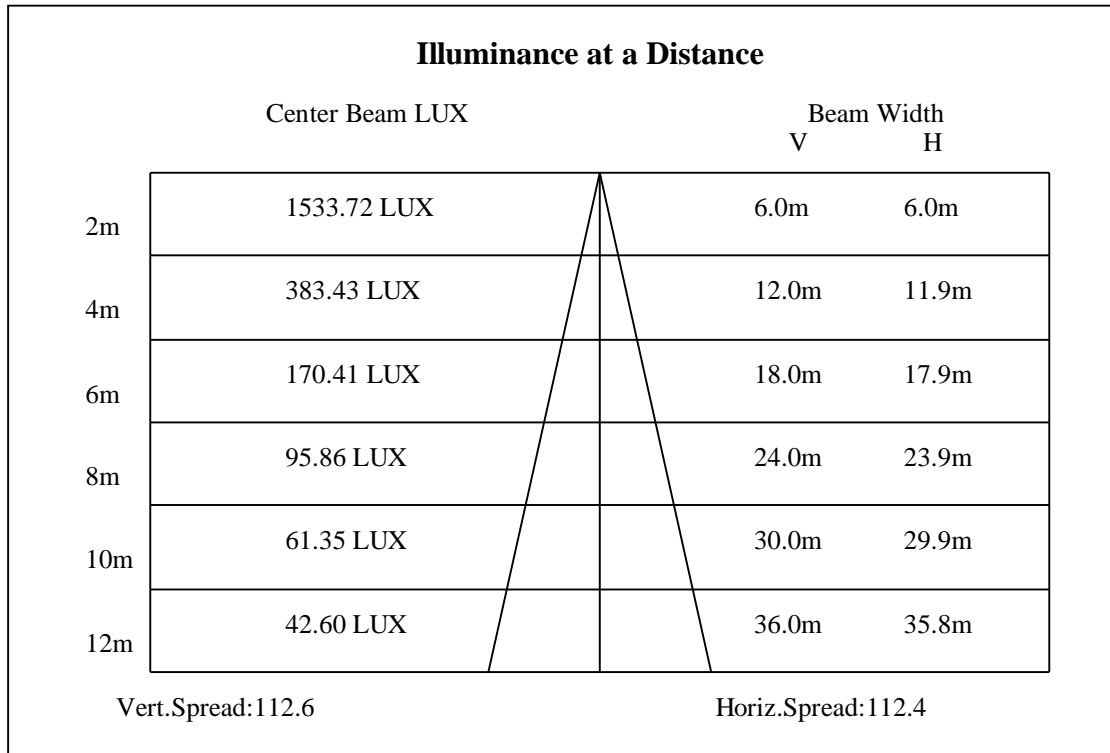 Illuminance at a Distance
Center Beam LUX Beam Width
V H
2m 1533.72 LUX 6.0m 6.0m
4m 383.43 LUX 12.0m 11.9m
6m 170.41 LUX 18.0m 17.9m
8m 95.86 LUX 24.0m 23.9m
10m 61.35 LUX 30.0m 29.9m
12m 42.60 LUX 36.0m 35.8m
Vert.Spread:112.6 Horiz.Spread:112.4